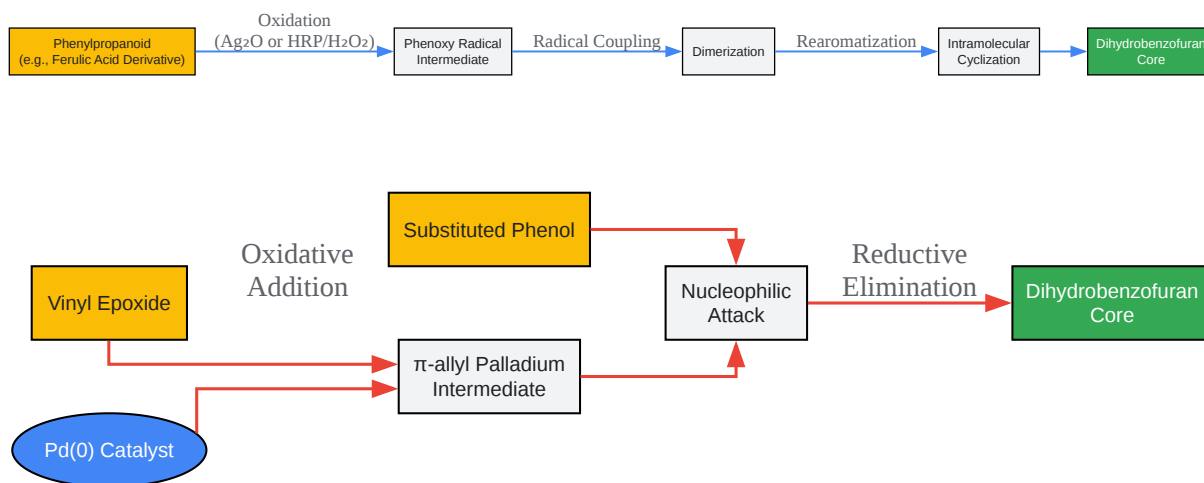 Oxidation
(Ag₂O or HRP/H₂O₂)
Phenylpropanoid
(e.g., Ferulic Acid Derivative)
Phenoxy Radical
Intermediate
Radical Coupling
Dimerization
Rearomatization
Intramolecular
Cyclization
Dihydrobenzofuran
Core
Substituted Phenol
Oxidative
Addition
Vinyl Epoxide
Nucleophilic
Attack
Reductive
Elimination
Dihydrobenzofuran
Core
π-allyl Palladium
Intermediate
Pd(0) Catalyst